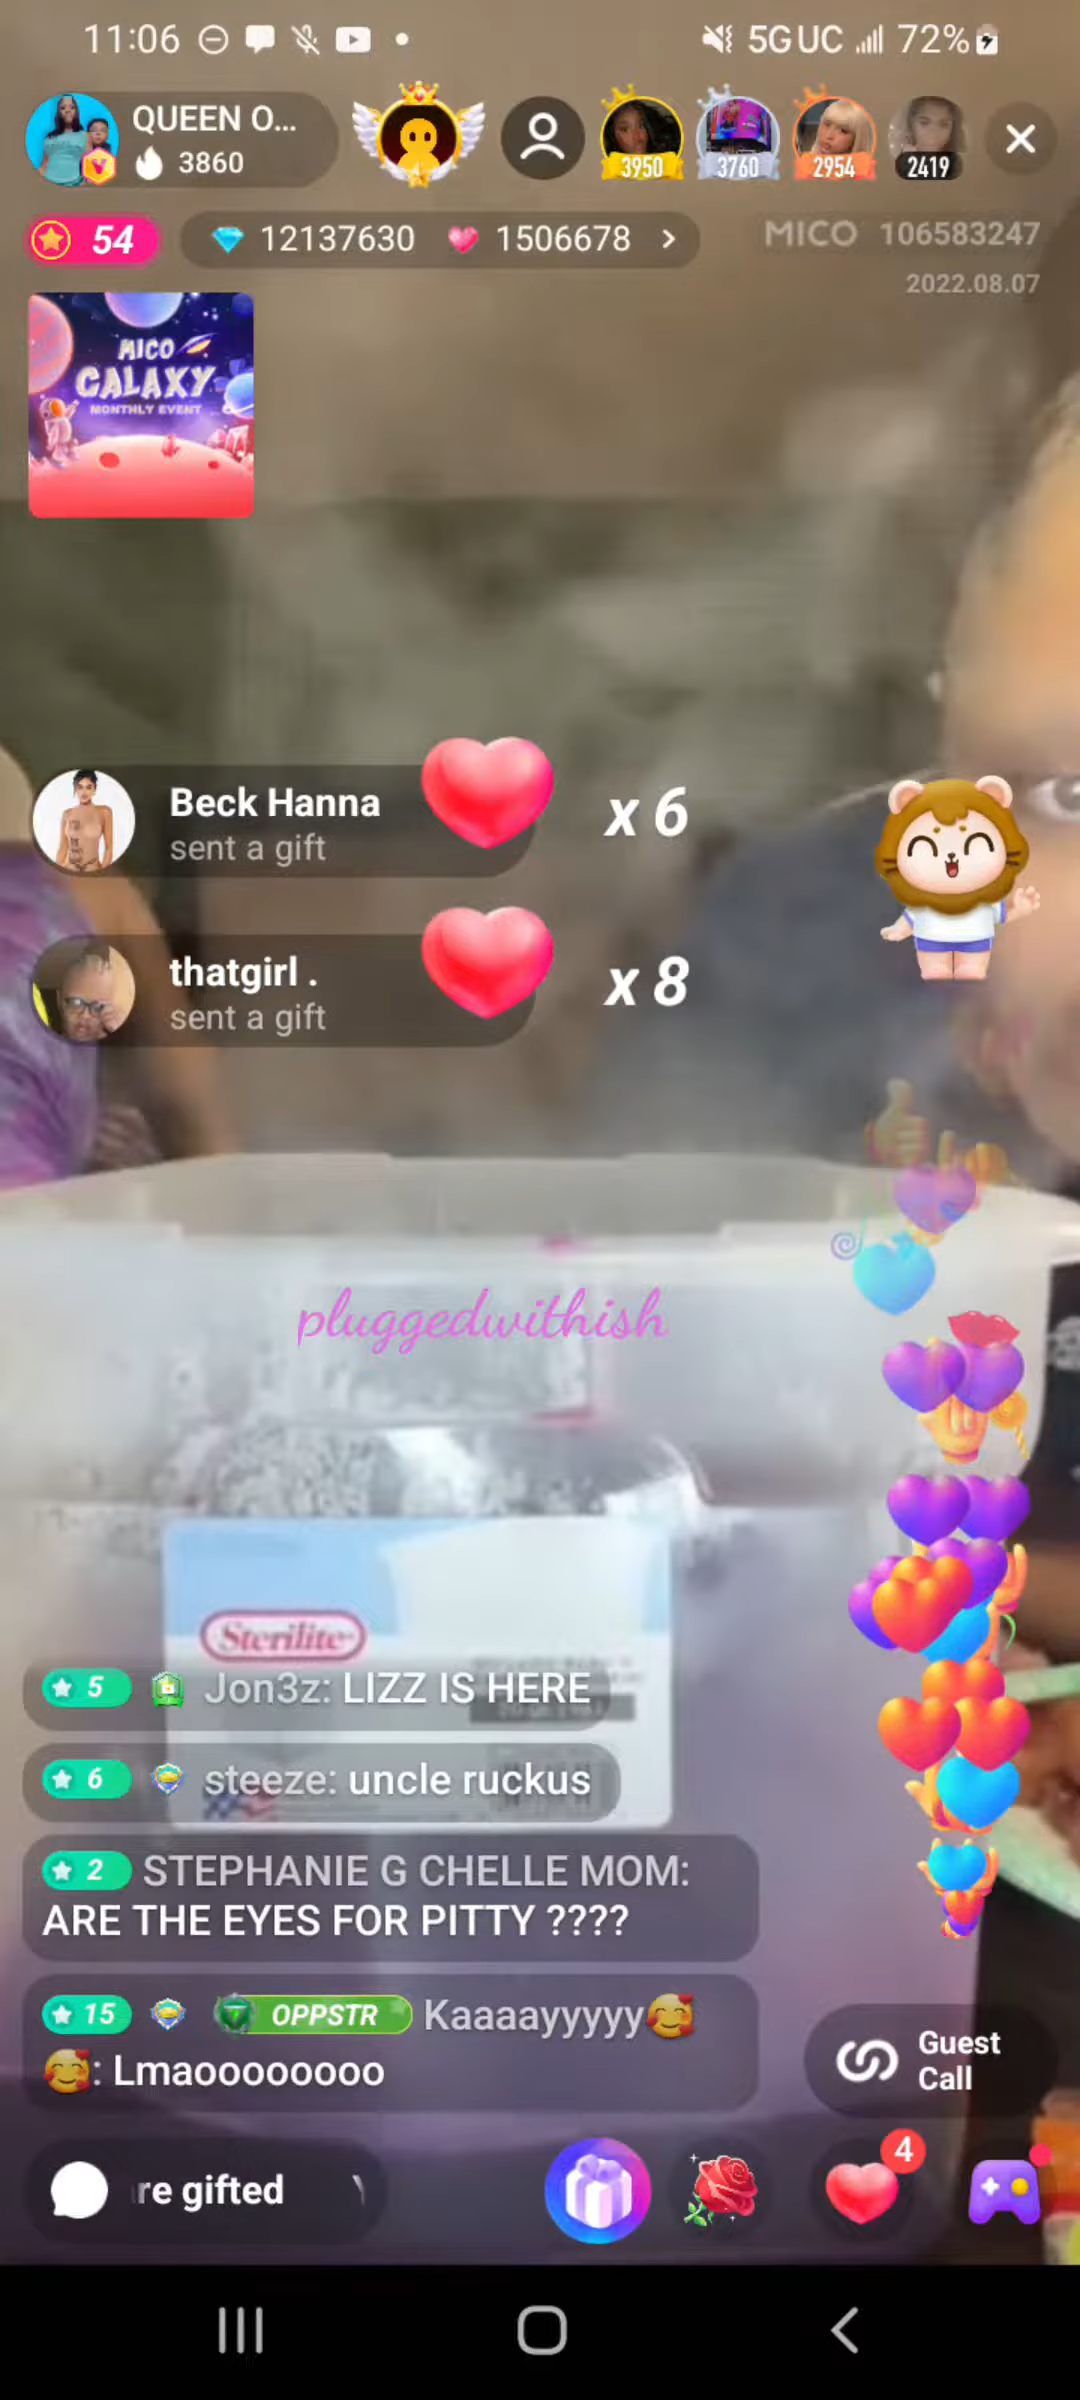 11:06
5G UC 72%
QUEEN O...
3860
3950
3760
2954
2419
54
12137630
1506678
MICO 106583247
2022.08.07
MICO
GALAXY
MONTHLY EVENT
Beck Hanna
sent a gift
x 6
thatgirl .
sent a gift
x 8
pluggedwithish
Sterilite
5 Jon3z: LIZZ IS HERE
6 steeze: uncle ruckus
2 STEPHANIE G CHELLE MOM:
ARE THE EYES FOR PITTY ????
15 OPPSTR Kaaaayyyyy🥰
🥰: Lmaooooooooo
Guest
Call
re gifted
4